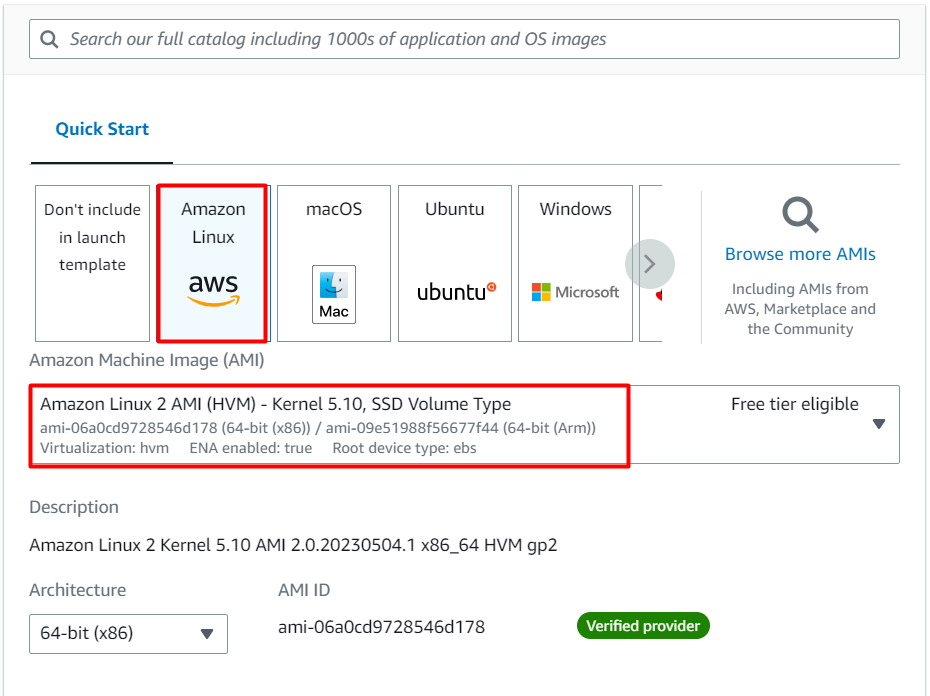 Search our full catalog including 1000s of application and OS images
Quick Start
Don't include
in launch
template
Amazon
Linux
aws
macOS
Mac
Ubuntu
ubuntu
Windows
Microsoft
Browse more AMIs
Including AMIs from
AWS, Marketplace and
the Community
Amazon Machine Image (AMI)
Amazon Linux 2 AMI (HVM) - Kernel 5.10, SSD Volume Type
Free tier eligible
ami-06a0cd9728546d178 (64-bit (x86)) / ami-09e51988f56677f44 (64-bit (Arm))
Virtualization: hvm ENA enabled: true Root device type: ebs
Description
Amazon Linux 2 Kernel 5.10 AMI 2.0.20230504.1 x86_64 HVM gp2
Architecture
AMI ID
64-bit (x86)
ami-06a0cd9728546d178
Verified provider